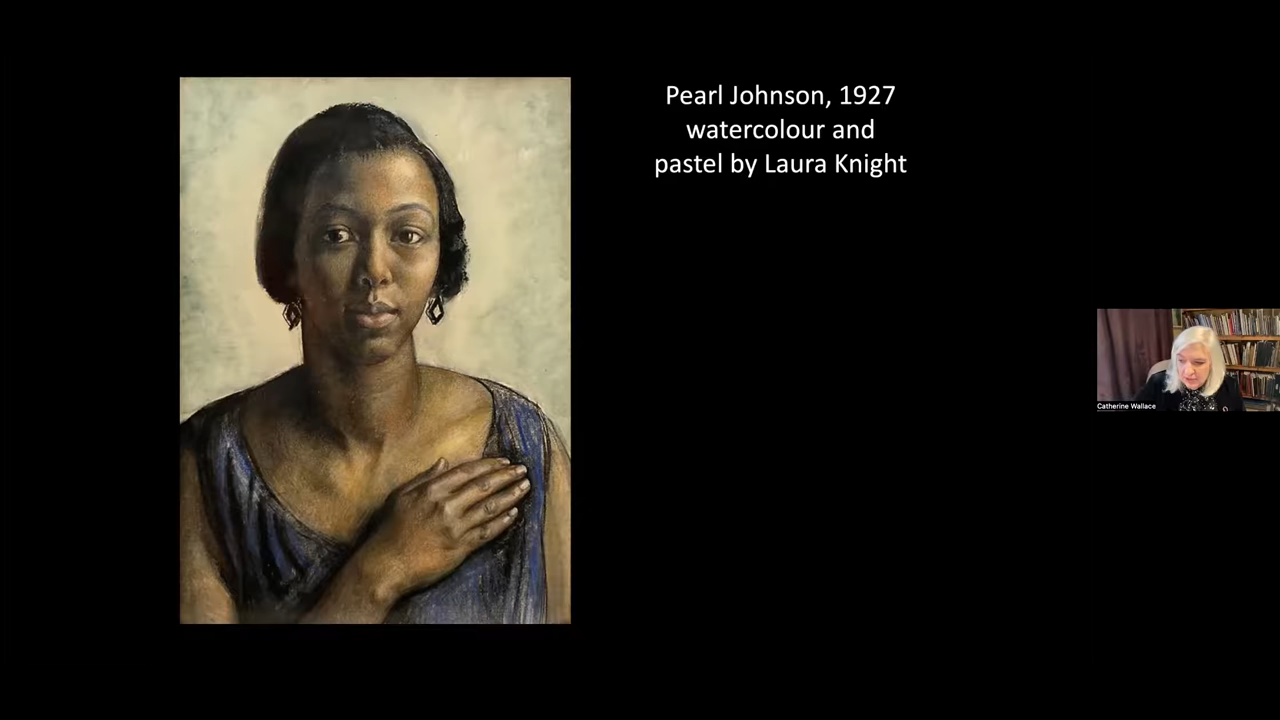 Pearl Johnson, 1927
watercolour and
pastel by Laura Knight
Catherine Wallace